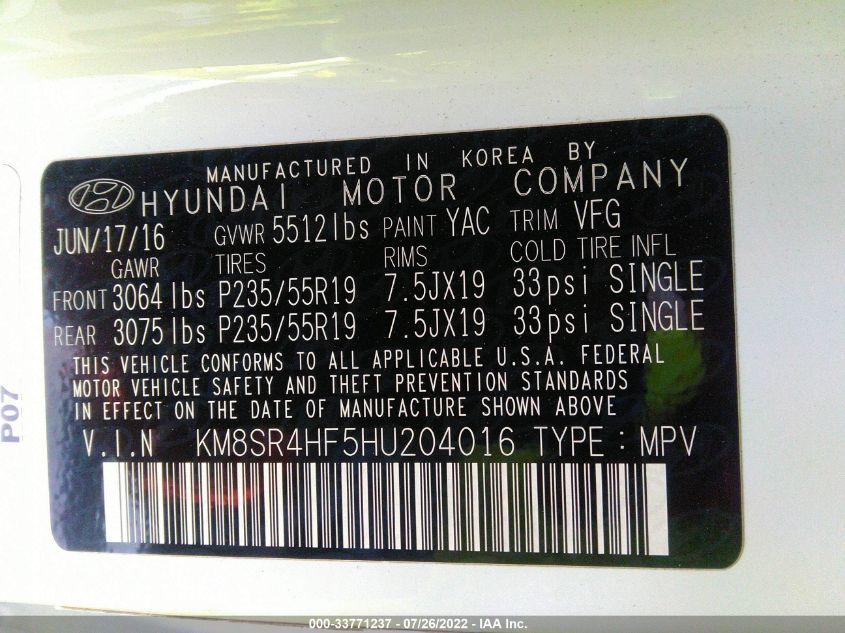 MANUFACTURED IN KOREA BY
HYUNDAI MOTOR COMPANY
JUN/17/16 GVWR 5512lbs PAINT YAC TRIM VFG
GAWR TIRES RIMS COLD TIRE INFL
FRONT 3064lbs P235/55R19 7.5JX19 33psi SINGLE
REAR 3075lbs P235/55R19 7.5JX19 33psi SINGLE
THIS VEHICLE CONFORMS TO ALL APPLICABLE U.S.A. FEDERAL
MOTOR VEHICLE SAFETY AND THEFT PREVENTION STANDARDS
IN EFFECT ON THE DATE OF MANUFACTURE SHOWN ABOVE
V.I.N KM8SR4HF5HU204016 TYPE : MPV
P07
000-33771237 - 07/26/2022 - IAA Inc.